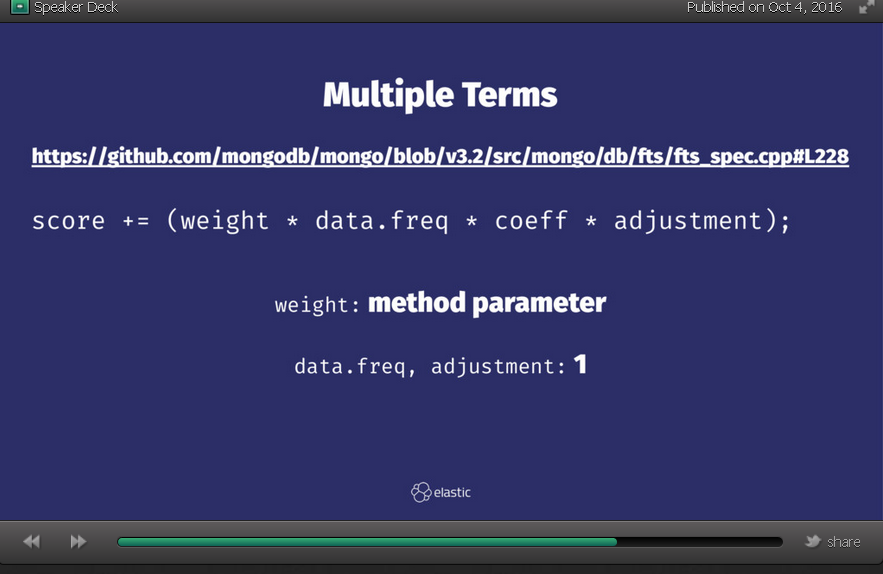 Speaker Deck
Published on Oct 4, 2016
Multiple Terms
https://github.com/mongodb/mongo/blob/v3.2/src/mongo/db/fts/fts_spec.cpp#L228
score += (weight * data.freq * coeff * adjustment);
weight: method parameter
data.freq, adjustment: 1
elastic
share